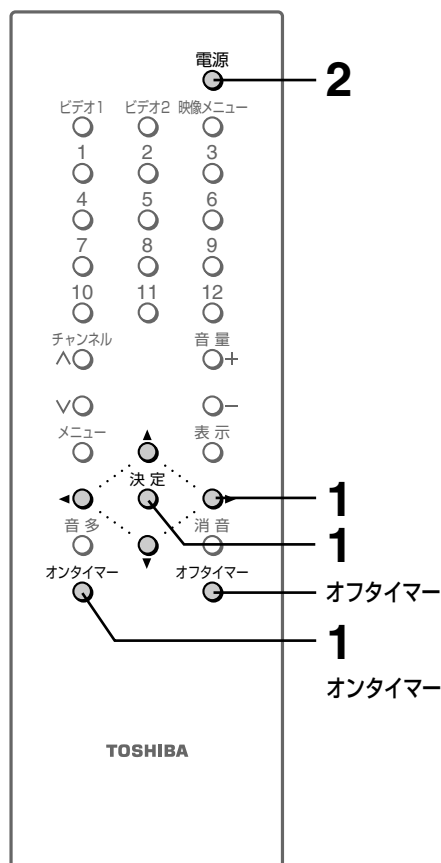 電源
2
ビデオ1 ビデオ2 映像メニュー
1 2 3
4 5 6
7 8 9
10 11 12
チャンネル 音量
∧ +
∨ −
メニュー 表示
決定
1
音多 消音
1
オンタイマー オフタイマー
オフタイマー
1
オンタイマー
TOSHIBA